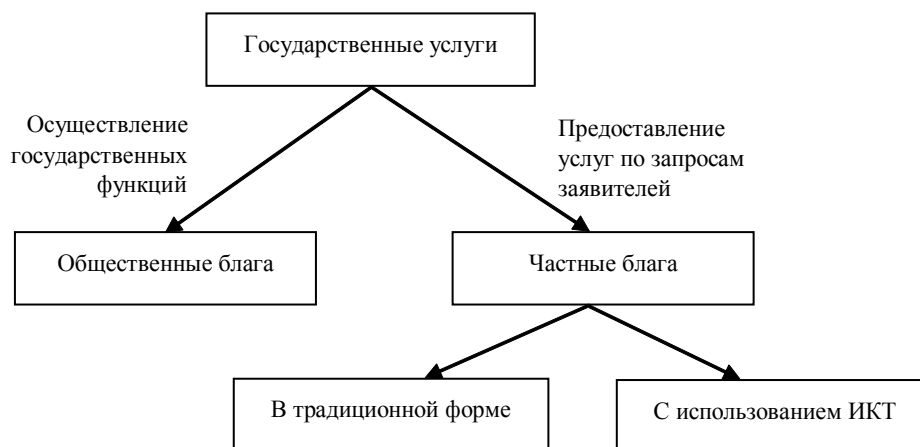 Государственные услуги
Осуществление
государственных
функций
Предоставление
услуг по запросам
заявителей
Общественные блага
Частные блага
В традиционной форме
С использованием ИКТ